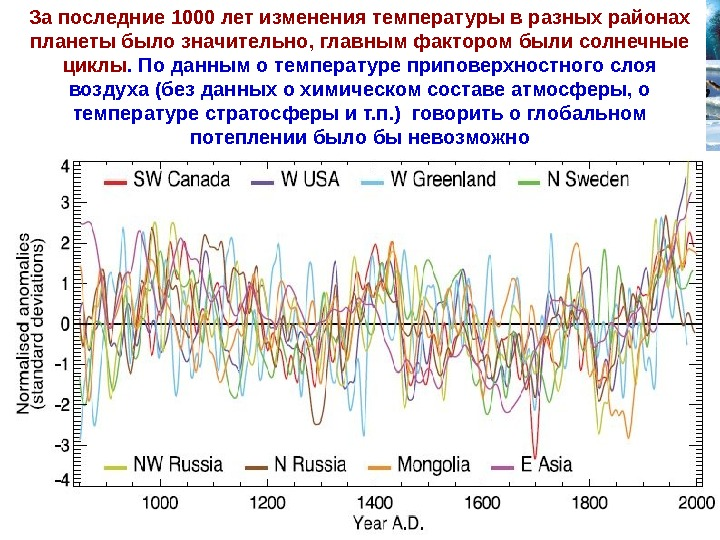 За последние 1000 лет изменения температуры в разных районах
планеты было значительно, главным фактором были солнечные
циклы. По данным о температуре приповерхностного слоя
воздуха (без данных о химическом составе атмосферы, о
температуре стратосферы и т.п.) говорить о глобальном
потеплении было бы невозможно
SW Canada W USA W Greenland N Sweden
Normalised anomalies
(standard deviations)
4
3
2
1
0
-1
-2
-3
-4
NW Russia N Russia Mongolia E Asia
1000 1200 1400 1600 1800 2000
Year A.D.